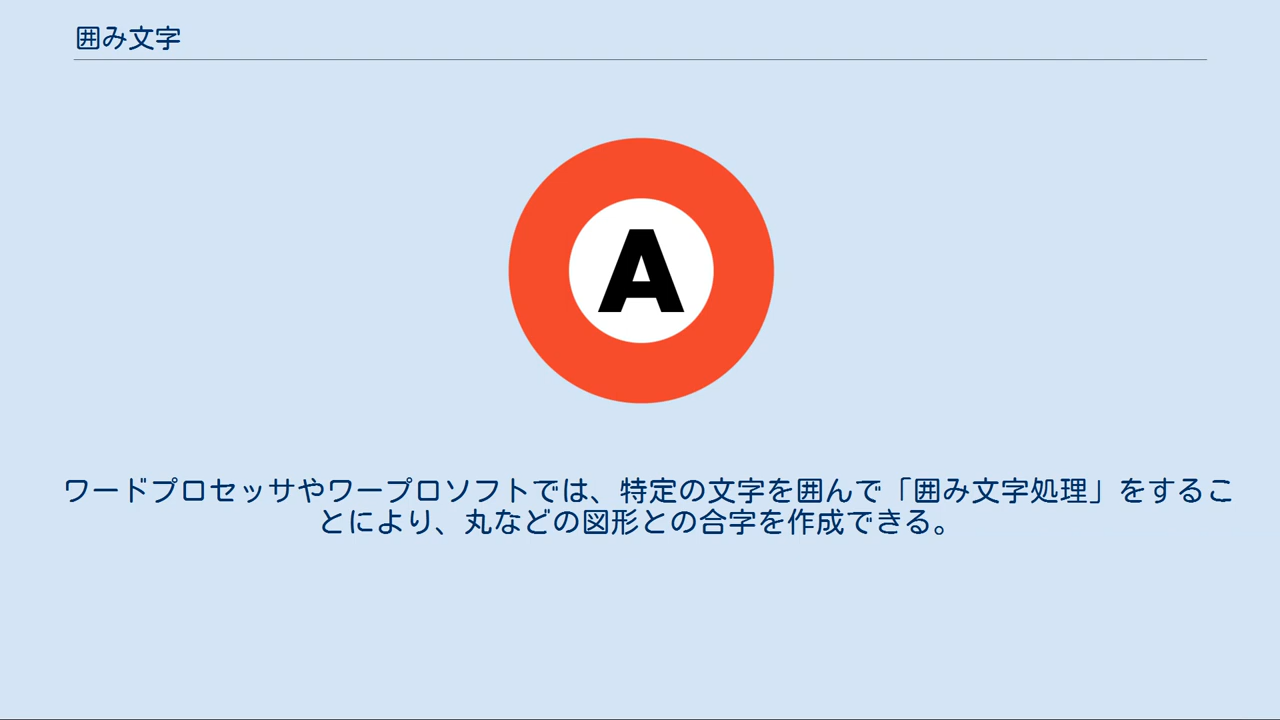 囲み文字
A
ワードプロセッサやワープロソフトでは、特定の文字を囲んで「囲み文字処理」をするこ
とにより、丸などの図形との合字を作成できる。